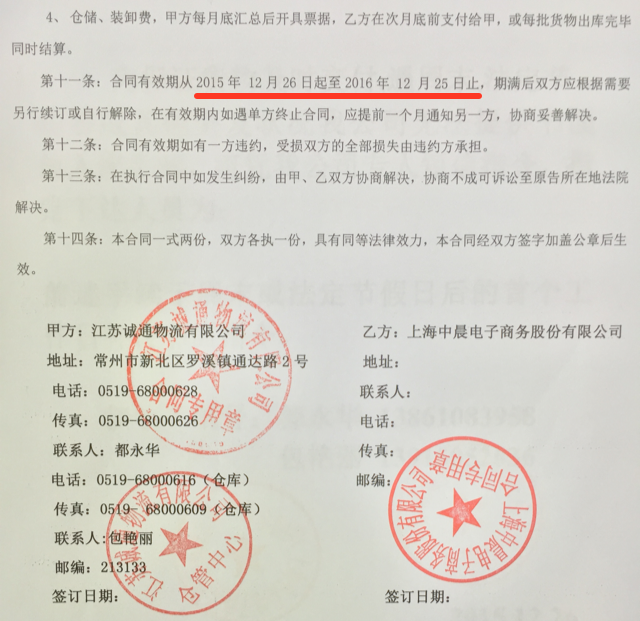 4、仓储、装卸费，甲方每月底汇总后开具票据，乙方在次月底前支付给甲，或每批货物出库完毕
同时结算。
第十一条：合同有效期从 2015 年 12 月 26 日起至 2016 年 12 月 25 日止，期满后双方应根据需要
另行续订或自行解除，在有效期内如遇单方终止合同，应提前一个月通知另一方，协商妥善解决。
第十二条：合同有效期如有一方违约，受损双方的全部损失由违约方承担。
第十三条：在执行合同中如发生纠纷，由甲、乙双方协商解决，协商不成可诉讼至原告所在地法院
解决。
第十四条：本合同一式两份，双方各执一份，具有同等法律效力，本合同经双方签字加盖公章后生
效。
甲方：江苏诚通物流有限公司
地址：常州市新北区罗溪镇通达路 2 号
电话：0519-68000628
传真：0519-68000626
联系人：都永华
电话：0519-68000616（仓库）
传真：0519- 68000609（仓库）
联系人:包艳丽
邮编：213133
签订日期：
乙方：上海中晨电子商务股份有限公司
地址：
联系人：
电话：
传真：
邮编：
签订日期：
江苏诚通物流有限公司
合同专用章
江苏诚通物流有限公司
仓管中心
上海中晨电子商务股份有限公司
合同专用章